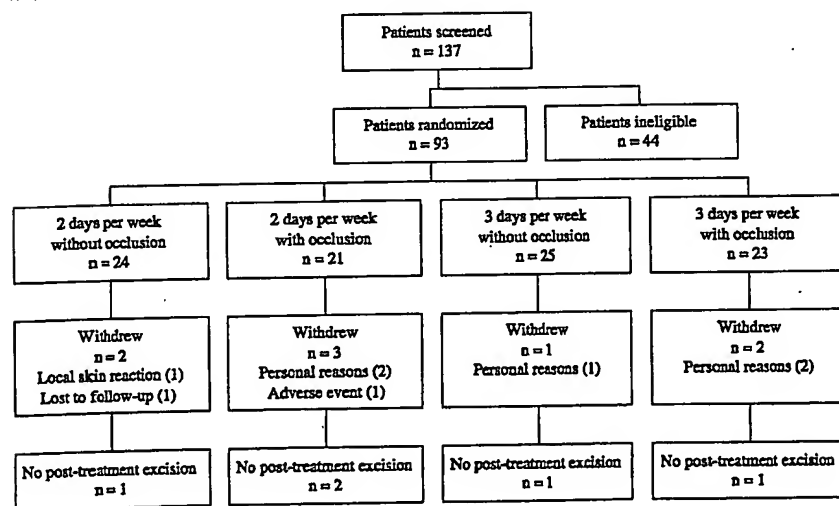 Patients screened
n = 137
Patients randomized
n = 93
Patients ineligible
n = 44
2 days per week
without occlusion
n = 24
2 days per week
with occlusion
n = 21
3 days per week
without occlusion
n = 25
3 days per week
with occlusion
n = 23
Withdrew
n = 2
Local skin reaction (1)
Lost to follow-up (1)
Withdrew
n = 3
Personal reasons (2)
Adverse event (1)
Withdrew
n = 1
Personal reasons (1)
Withdrew
n = 2
Personal reasons (2)
No post-treatment excision
n = 1
No post-treatment excision
n = 2
No post-treatment excision
n = 1
No post-treatment excision
n = 1